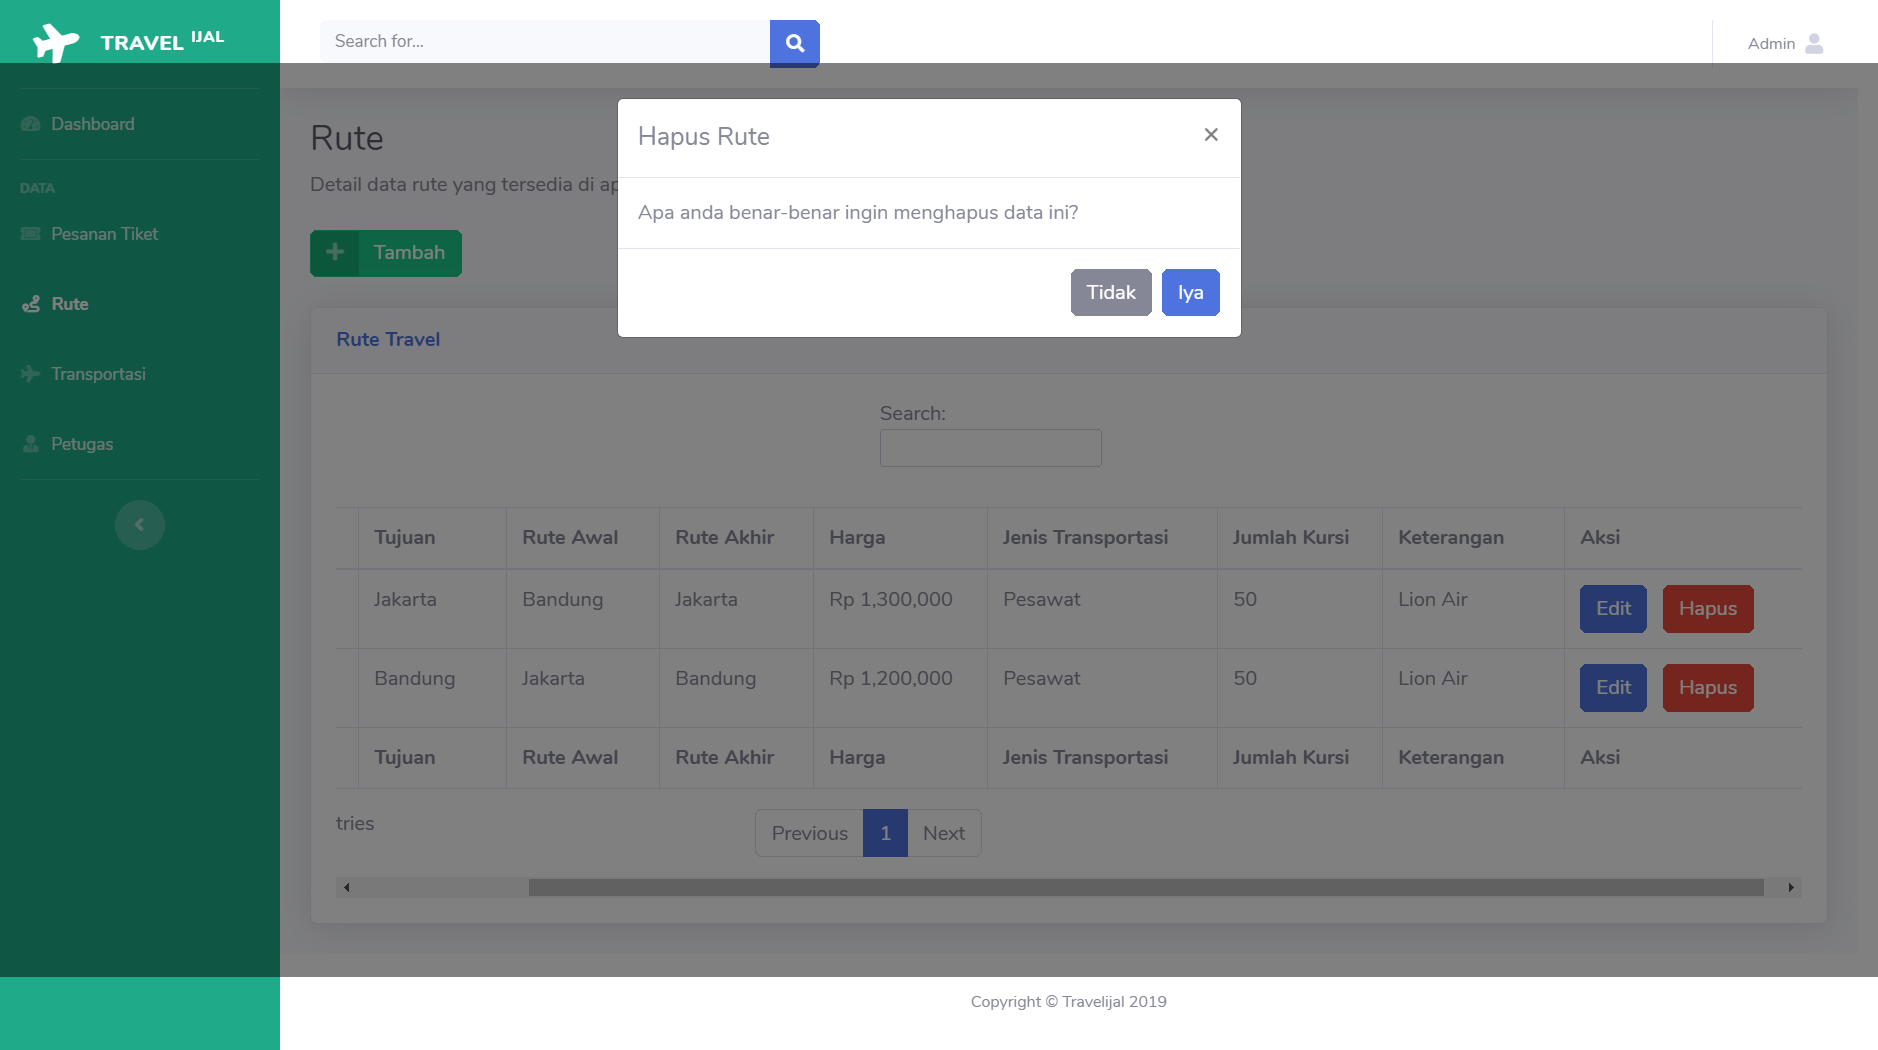 TRAVEL IJAL
Search for...
Admin
Dashboard
DATA
Pesanan Tiket
Rute
Transportasi
Petugas
Rute
Detail data rute yang tersedia di ap
Tambah
Hapus Rute
×
Apa anda benar-benar ingin menghapus data ini?
Tidak Iya
Rute Travel
Search:
Tujuan Rute Awal Rute Akhir Harga Jenis Transportasi Jumlah Kursi Keterangan Aksi
Jakarta Bandung Jakarta Rp 1,300,000 Pesawat 50 Lion Air Edit Hapus
Bandung Jakarta Bandung Rp 1,200,000 Pesawat 50 Lion Air Edit Hapus
Tujuan Rute Awal Rute Akhir Harga Jenis Transportasi Jumlah Kursi Keterangan Aksi
tries
Previous 1 Next
Copyright © Travelijal 2019